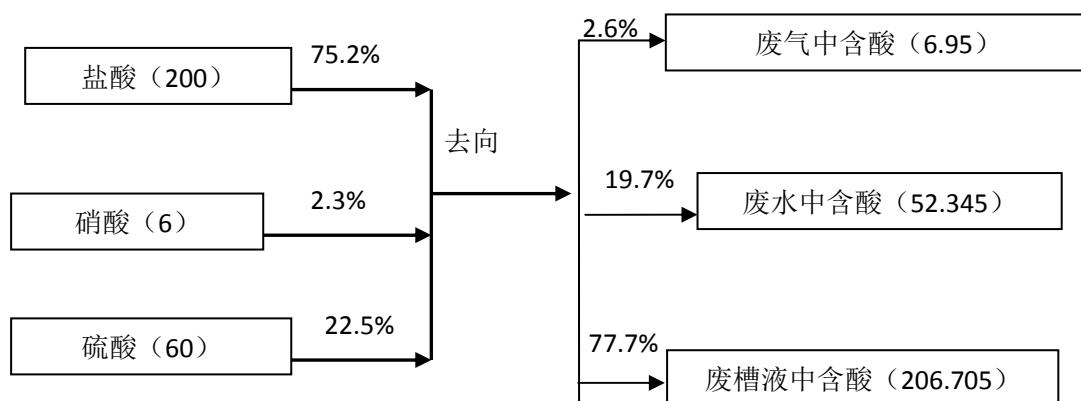 2.6%
废气中含酸（6.95）
75.2%
盐酸（200）
去向
19.7%
废水中含酸（52.345）
2.3%
硝酸（6）
22.5%
硫酸（60）
77.7%
废槽液中含酸（206.705）